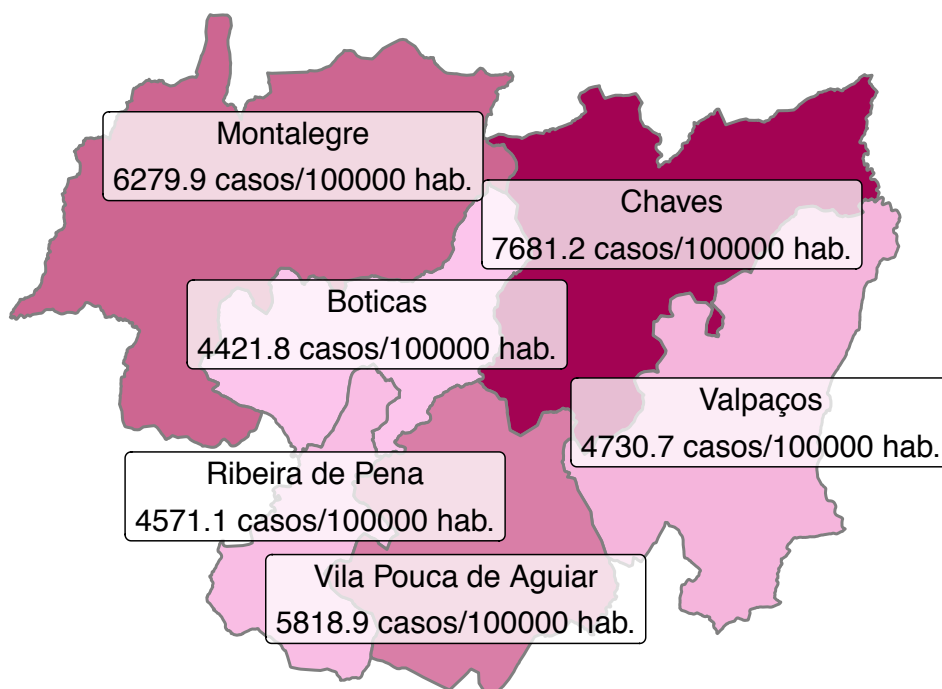 Montalegre
6279.9 casos/100000 hab.
Chaves
7681.2 casos/100000 hab.
Boticas
4421.8 casos/100000 hab.
Valpaços
4730.7 casos/100000 hab.
Ribeira de Pena
4571.1 casos/100000 hab.
Vila Pouca de Aguiar
5818.9 casos/100000 hab.